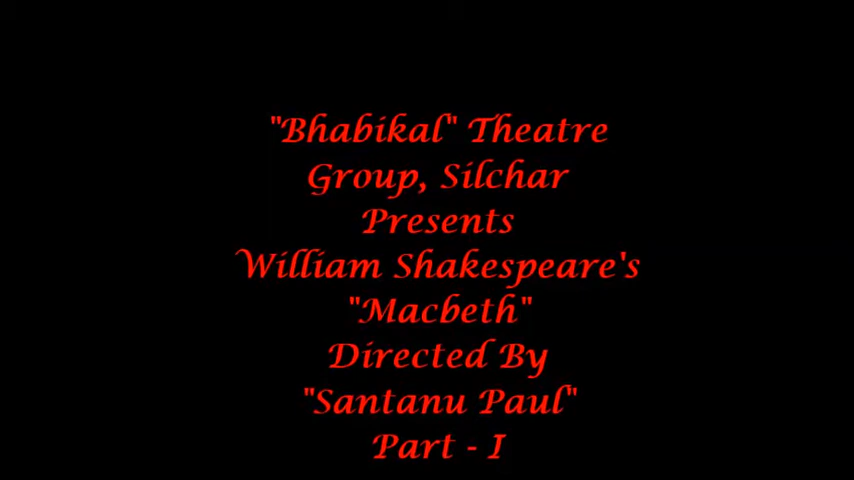 "Bhabikal" Theatre
Group, Silchar
Presents
William Shakespeare's
"Macbeth"
Directed By
"Santanu Paul"
Part - I